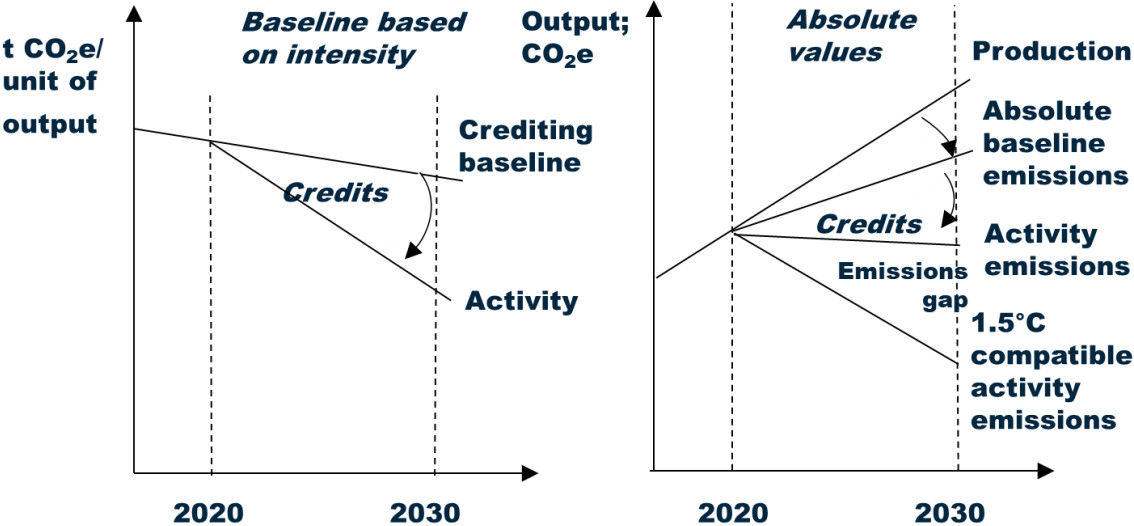 Baseline based
on intensity
t CO₂e/
unit of
output
Crediting
baseline
Credits
Activity
2020
2030
Output;
CO₂e
Absolute
values
Production
Absolute
baseline
emissions
Credits
Activity
emissions
Emissions
gap
1.5°C
compatible
activity
emissions
2020
2030